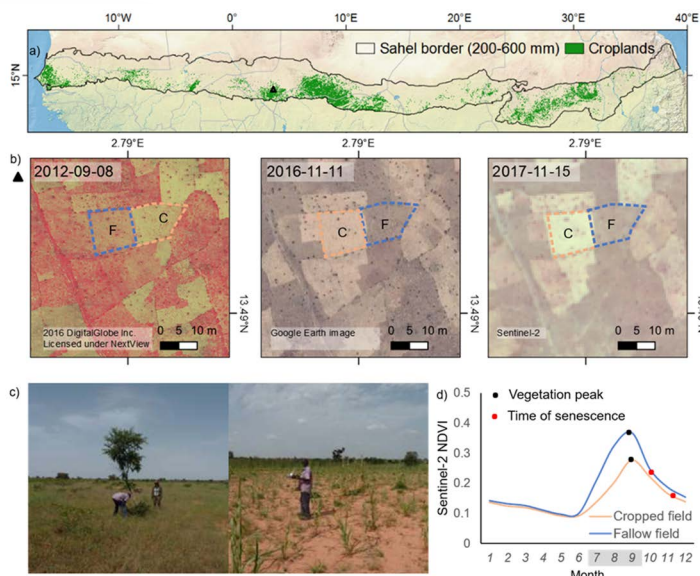 10°W 0° 10°E 20°E 30°E 40°E
a)
Sahel border (200-600 mm) Croplands
15°N
2.79°E 2.79°E 2.79°E
b)
2012-09-08
F
C
2016 DigitalGlobe Inc.
Licensed under NextView
0 5 10 m
13.46°N
2016-11-11
C
F
Google Earth image
0 5 10 m
13.46°N
2017-11-15
C
F
Sentinel-2
0 5 10 m
c)
d)
Sentinel-2 NDVI
0.5
0.4
0.3
0.2
0.1
0
Vegetation peak
Time of senescence
Cropped field
Fallow field
1 2 3 4 5 6 7 8 9 10 11 12
Month